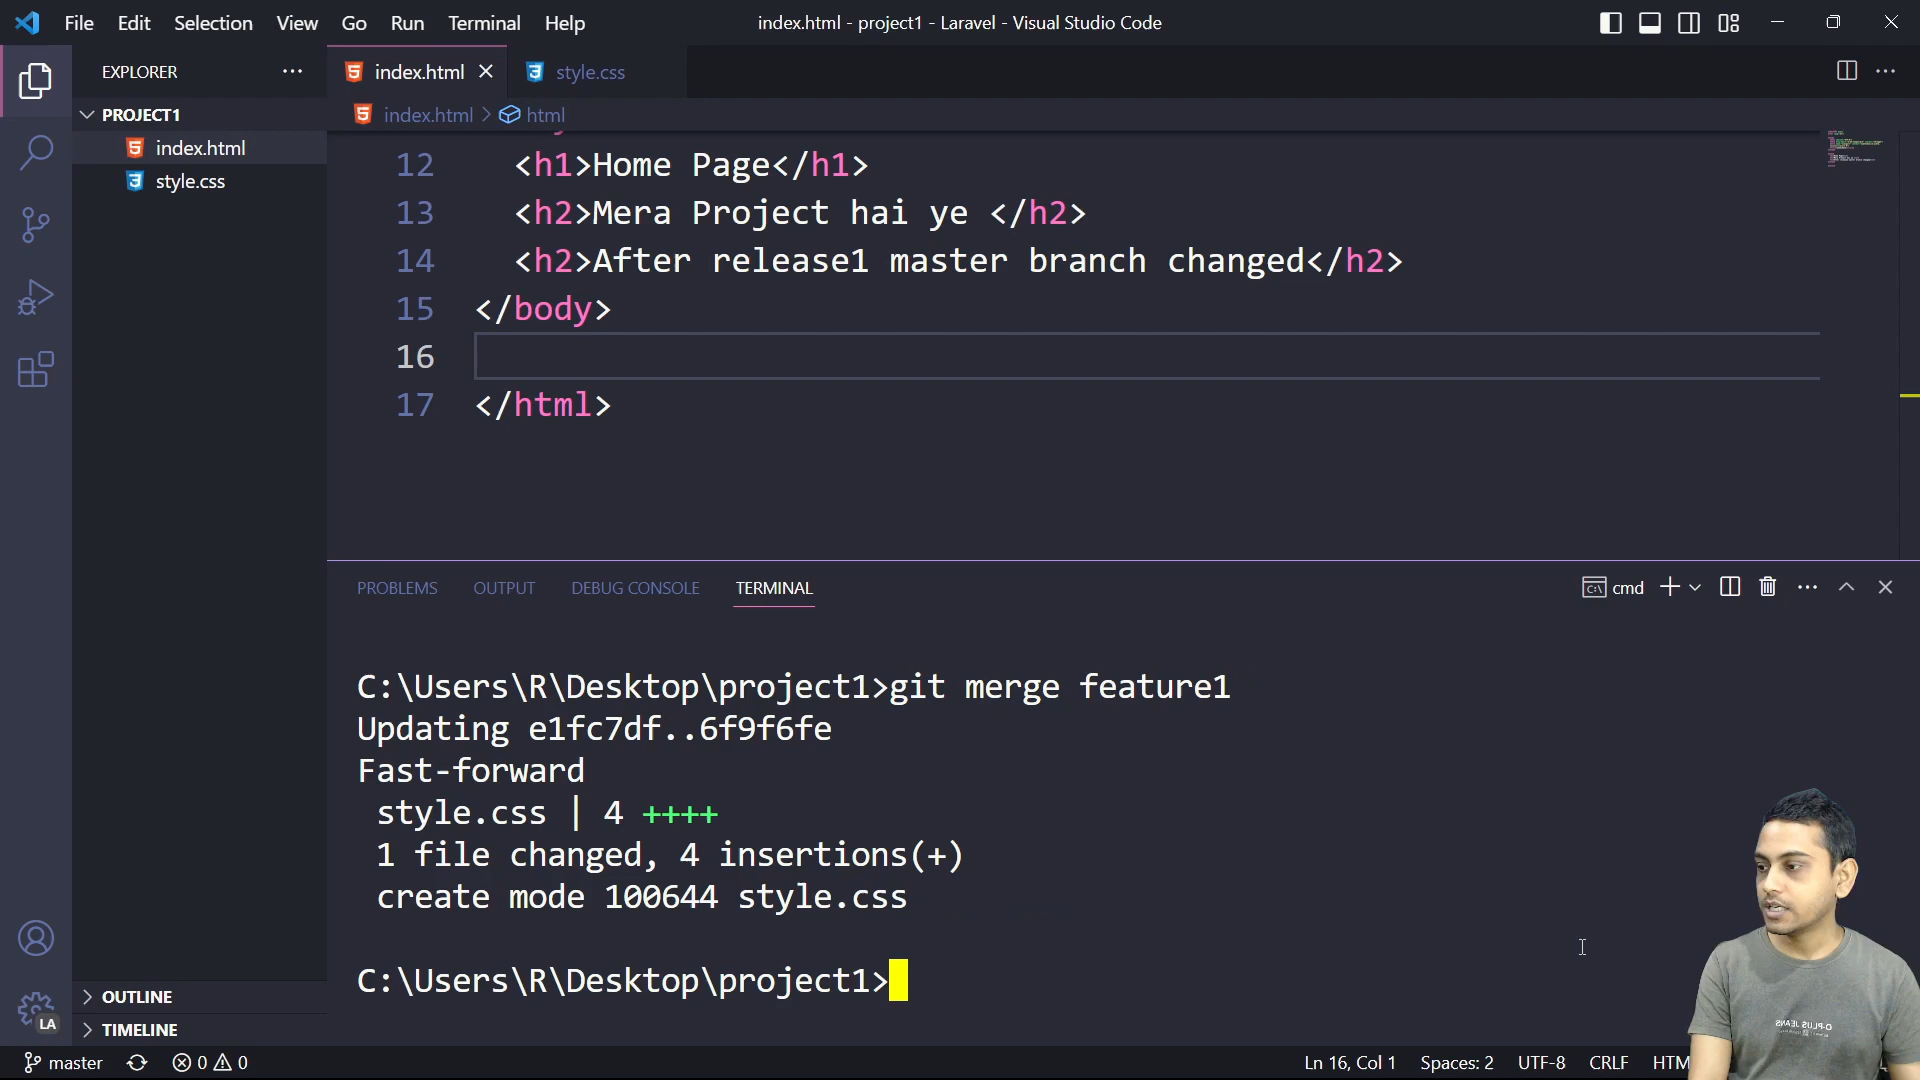 File Edit Selection View Go Run Terminal Help
index.html - project1 - Laravel - Visual Studio Code
EXPLORER
PROJECT1
index.html
style.css
OUTLINE
TIMELINE
index.html
style.css
index.html > html
12 <h1>Home Page</h1>
13 <h2>Mera Project hai ye </h2>
14 <h2>After release1 master branch changed</h2>
15 </body>
16
17 </html>
PROBLEMS OUTPUT DEBUG CONSOLE TERMINAL
cmd
C:\Users\R\Desktop\project1>git merge feature1
Updating e1fc7df..6f9f6fe
Fast-forward
style.css | 4 ++++
1 file changed, 4 insertions(+)
create mode 100644 style.css
C:\Users\R\Desktop\project1>
LA
master 0 0
Ln 16, Col 1 Spaces: 2 UTF-8 CRLF HTM
O-PLUS JEANS